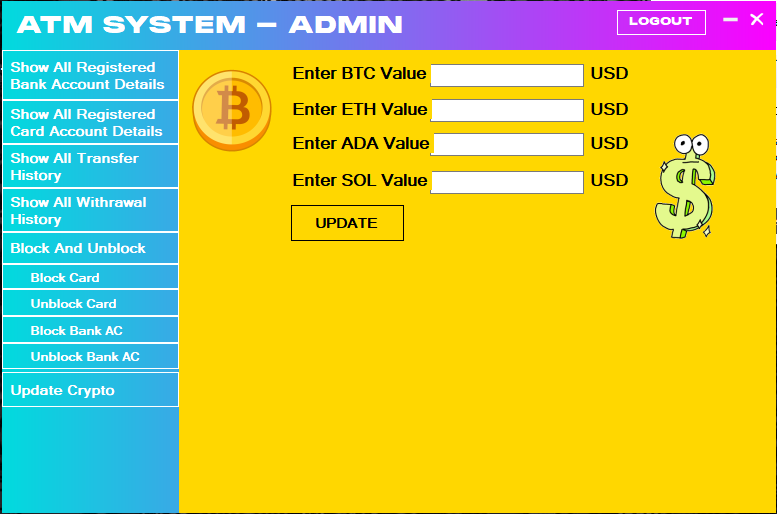 ATM SYSTEM – ADMIN
LOGOUT
Show All Registered
Bank Account Details
Show All Registered
Card Account Details
Show All Transfer
History
Show All Withrawal
History
Block And Unblock
Block Card
Unblock Card
Block Bank AC
Unblock Bank AC
Update Crypto
Enter BTC Value USD
Enter ETH Value USD
Enter ADA Value USD
Enter SOL Value USD
UPDATE